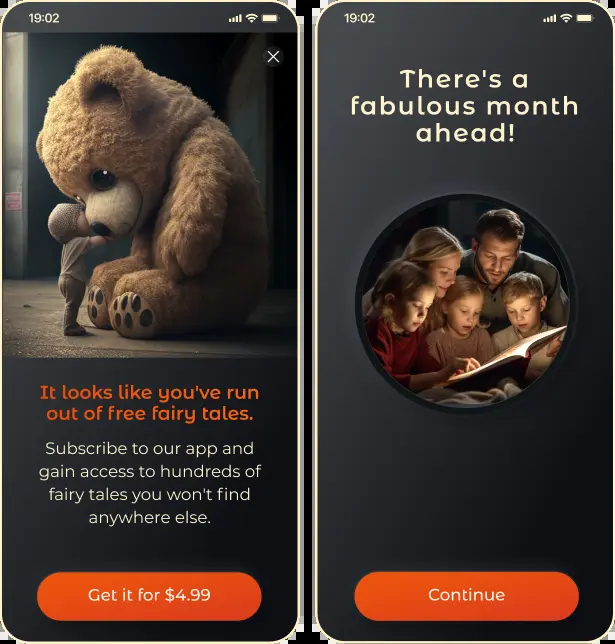 19:02
It looks like you've run
out of free fairy tales.
Subscribe to our app and
gain access to hundreds of
fairy tales you won't find
anywhere else.
Get it for $4.99
19:02
There's a
fabulous month
ahead!
Continue